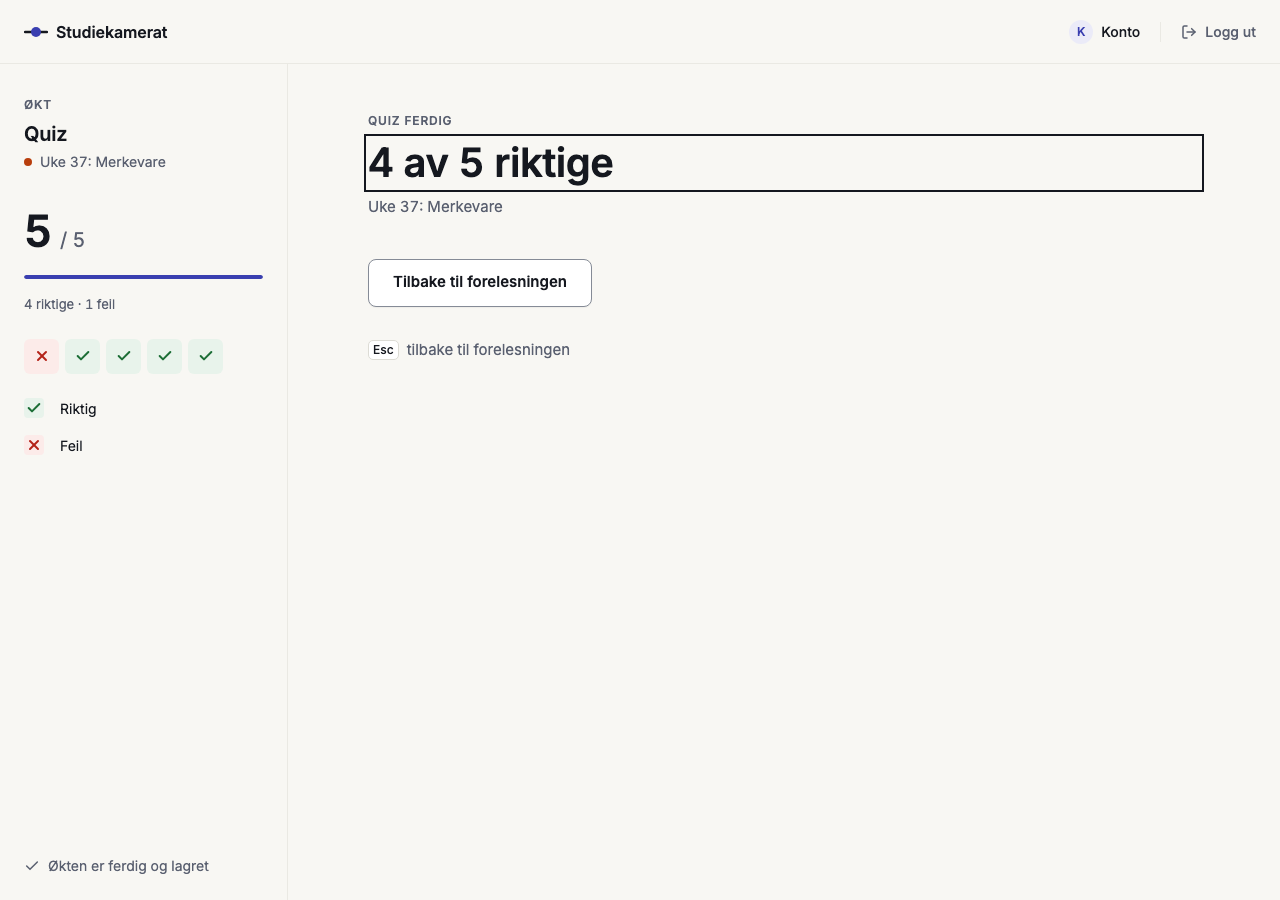 Studiekamerat
K Konto
Logg ut
ØKT
Quiz
Uke 37: Merkevare
5 / 5
4 riktige · 1 feil
Riktig
Feil
Økten er ferdig og lagret
QUIZ FERDIG
4 av 5 riktige
Uke 37: Merkevare
Tilbake til forelesningen
Esc tilbake til forelesningen